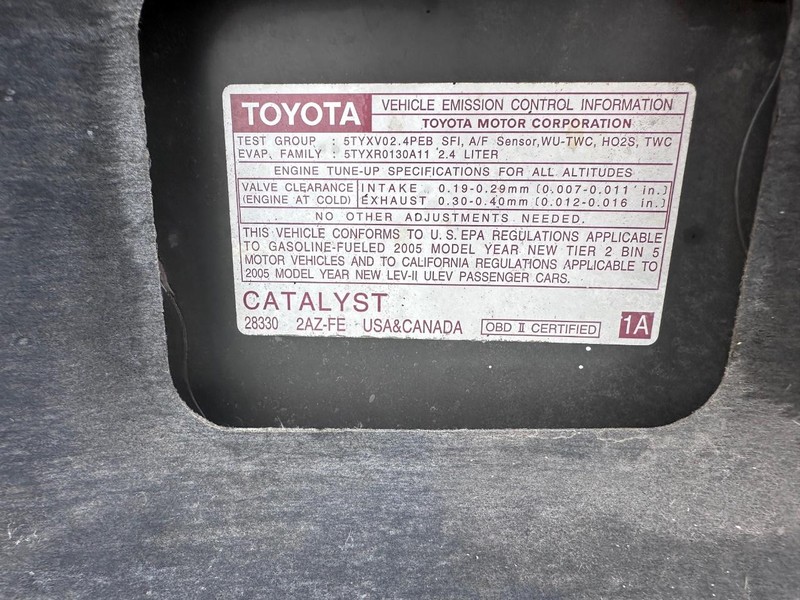 TOYOTA VEHICLE EMISSION CONTROL INFORMATION
TOYOTA MOTOR CORPORATION
TEST GROUP : 5TYXV02.4PEB SFI, A/F Sensor,WU-TWC, HO2S, TWC
EVAP. FAMILY : 5TYXR0130A11 2.4 LITER
ENGINE TUNE-UP SPECIFICATIONS FOR ALL ALTITUDES
VALVE CLEARANCE INTAKE 0.19-0.29mm (0.007-0.011 in.)
(ENGINE AT COLD) EXHAUST 0.30-0.40mm (0.012-0.016 in.)
NO OTHER ADJUSTMENTS NEEDED.
THIS VEHICLE CONFORMS TO U.S.EPA REGULATIONS APPLICABLE
TO GASOLINE-FUELED 2005 MODEL YEAR NEW TIER 2 BIN 5
MOTOR VEHICLES AND TO CALIFORNIA REGULATIONS APPLICABLE TO
2005 MODEL YEAR NEW LEV-II ULEV PASSENGER CARS.
CATALYST
28330 2AZ-FE USA&CANADA OBD II CERTIFIED 1A